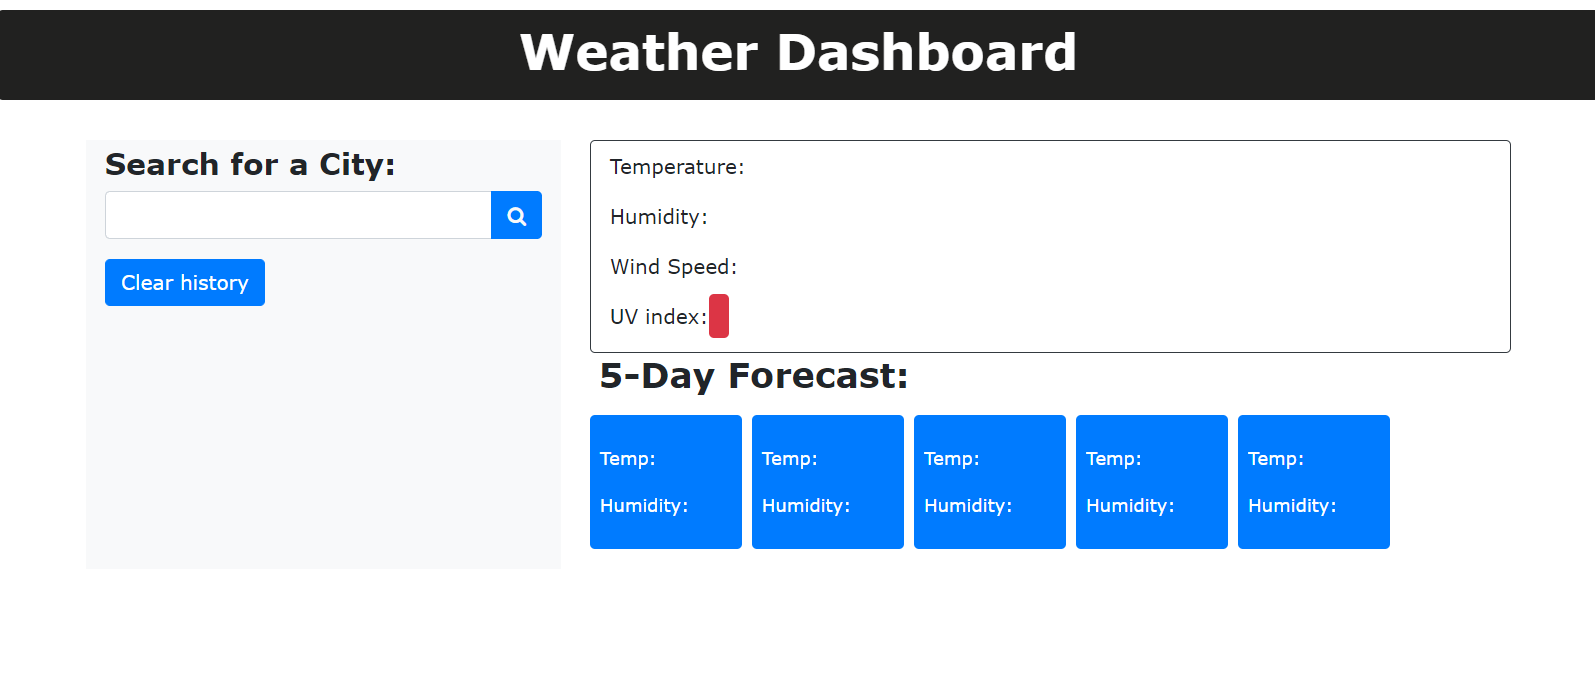 Weather Dashboard
Search for a City:
Clear history
Temperature:
Humidity:
Wind Speed:
UV index:
5-Day Forecast:
Temp:
Humidity:
Temp:
Humidity:
Temp:
Humidity:
Temp:
Humidity:
Temp:
Humidity: